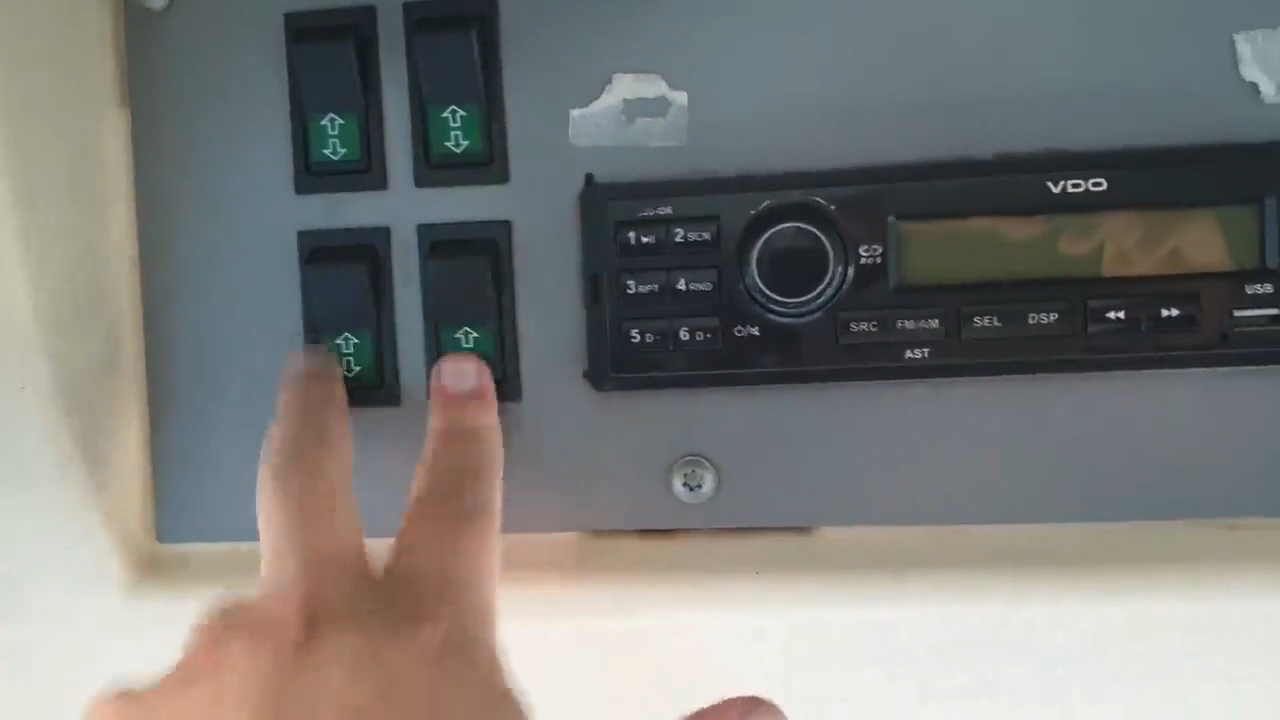 VDO
1 2 SCN
3 RPT 4 RND
5 D- 6 D+
SRC FM/AM SEL DSP
AST
USB